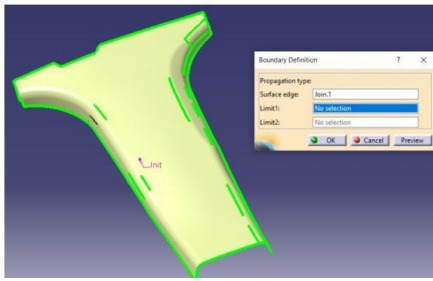 Boundary Definition ? ×
Propagation type:
Surface edge: Join.1
Limit1: No selection
Limit2: No selection
OK Cancel Preview
Init